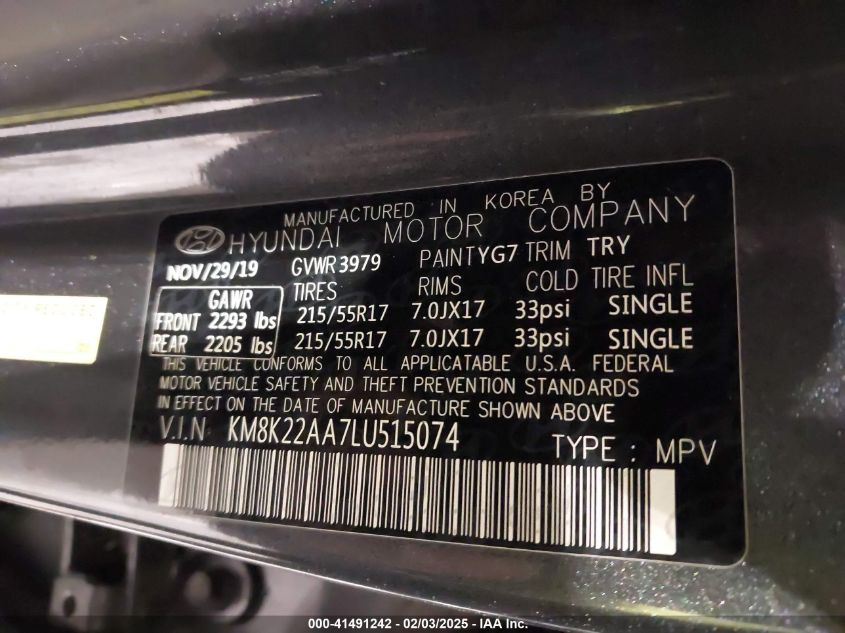 MANUFACTURED IN KOREA BY
HYUNDAI MOTOR COMPANY
NOV/29/19 GVWR 3979 PAINT YG7 TRIM TRY
GAWR TIRES RIMS COLD TIRE INFL
FRONT 2293 lbs 215/55R17 7.0JX17 33psi SINGLE
REAR 2205 lbs 215/55R17 7.0JX17 33psi SINGLE
THIS VEHICLE CONFORMS TO ALL APPLICATABLE U.S.A. FEDERAL
MOTOR VEHICLE SAFETY AND THEFT PREVENTION STANDARDS
IN EFFECT ON THE DATE OF MANUFACTURE SHOWN ABOVE
V.I.N KM8K22AA7LU515074 TYPE : MPV
000-41491242 - 02/03/2025 - IAA Inc.